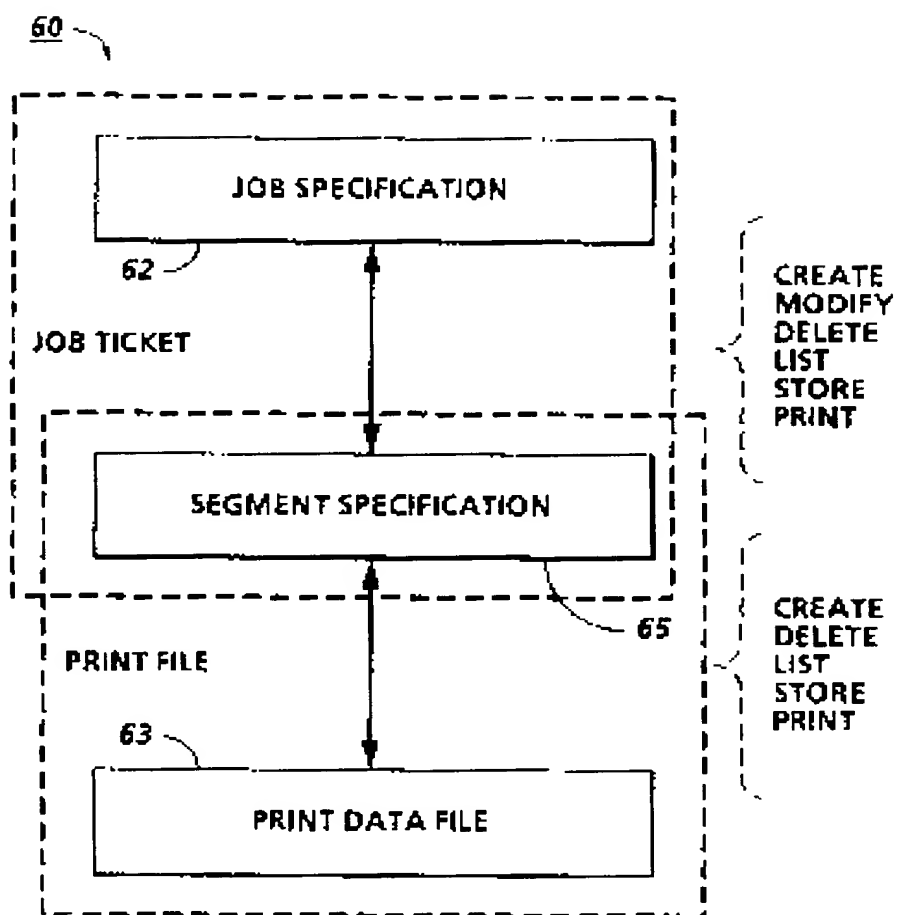 60
JOB SPECIFICATION
62
JOB TICKET
CREATE
MODIFY
DELETE
LIST
STORE
PRINT
SEGMENT SPECIFICATION
65
PRINT FILE
CREATE
DELETE
LIST
STORE
PRINT
63
PRINT DATA FILE